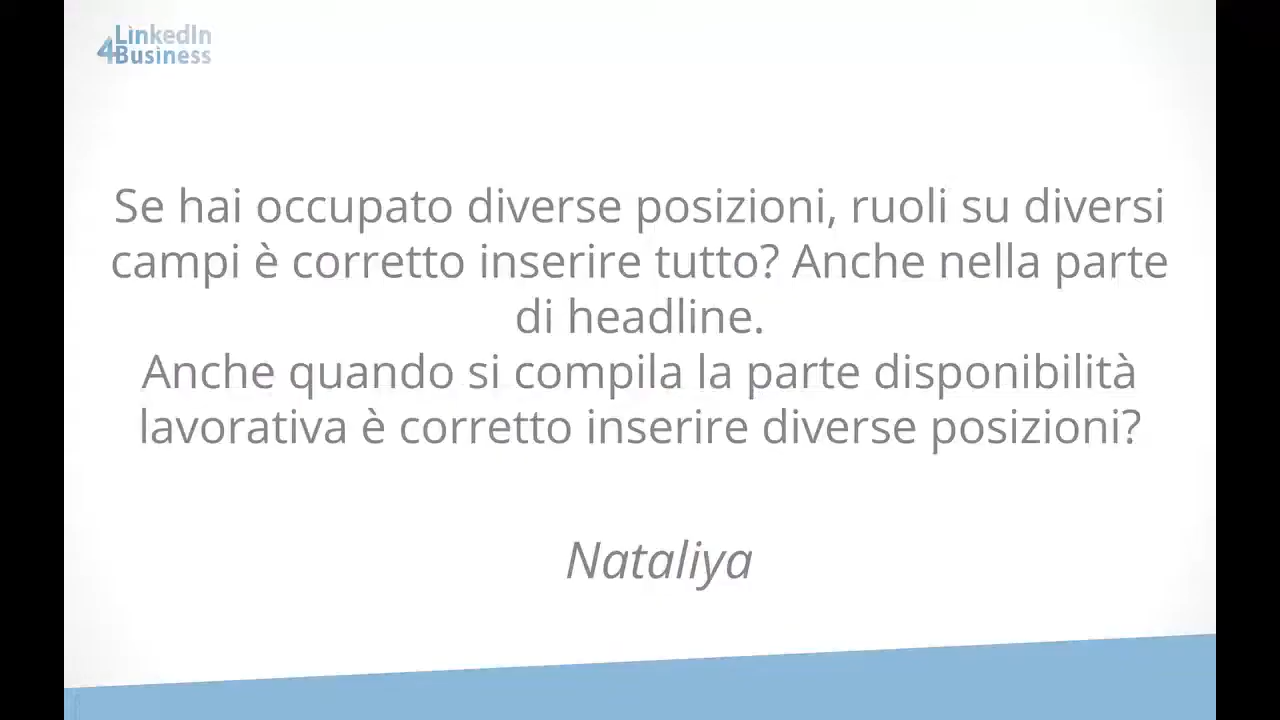 LinkedIn
4Business
Se hai occupato diverse posizioni, ruoli su diversi
campi è corretto inserire tutto? Anche nella parte
di headline.
Anche quando si compila la parte disponibilità
lavorativa è corretto inserire diverse posizioni?
Nataliya